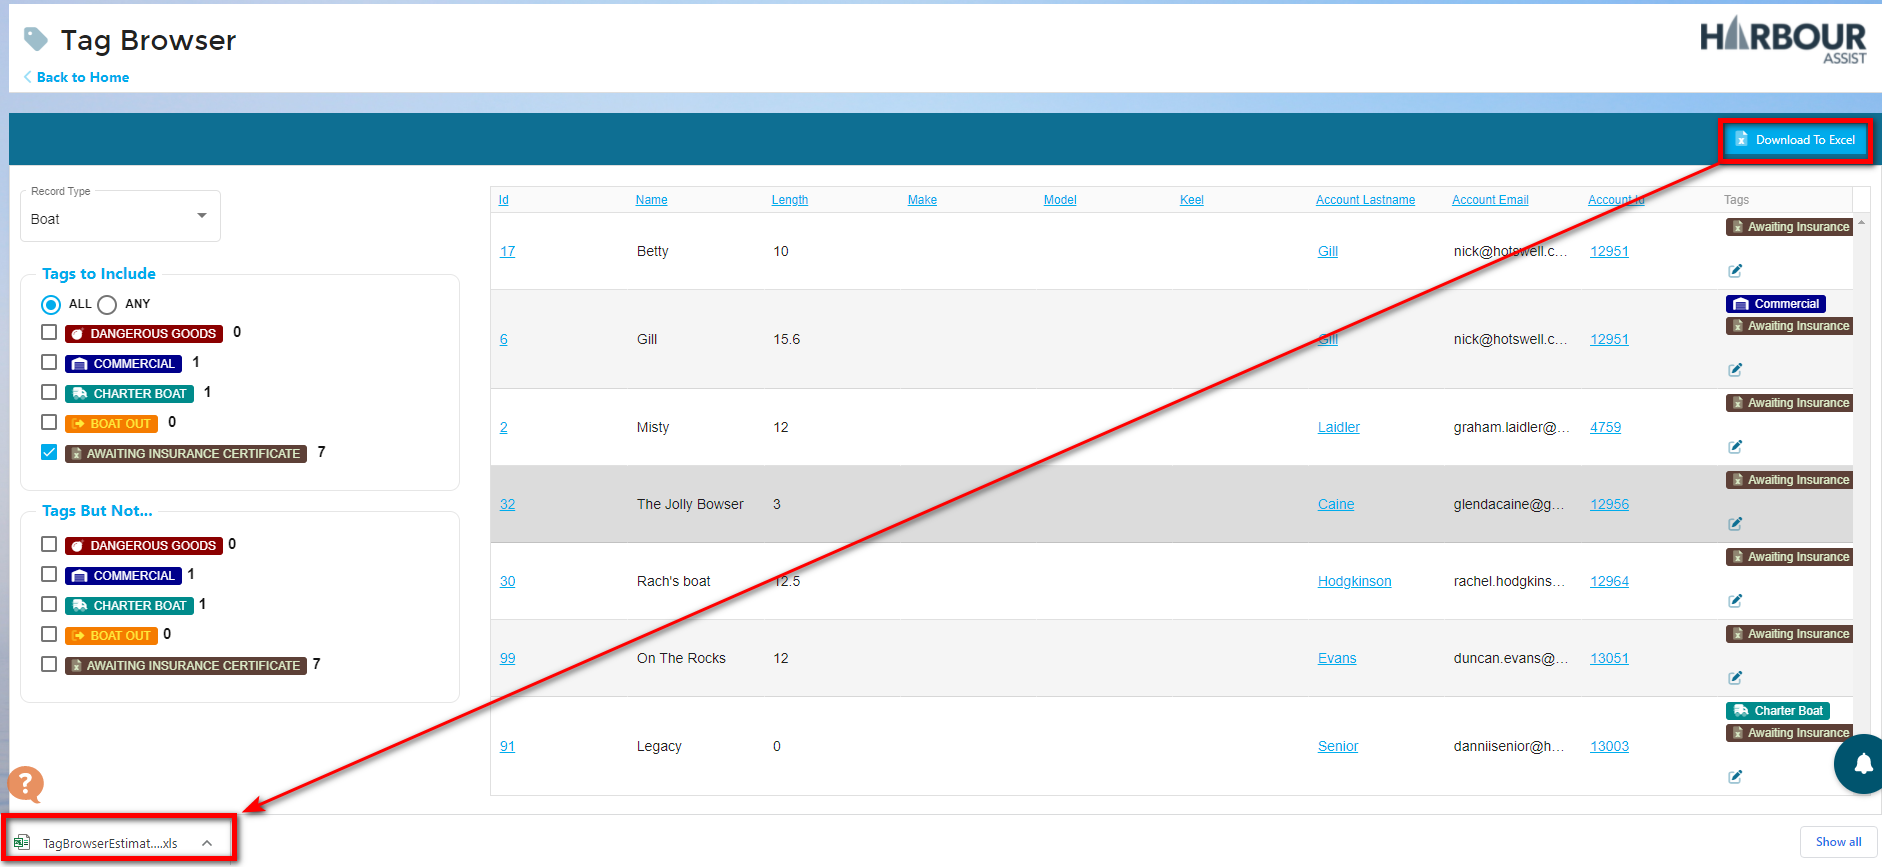 Tag Browser
HARBOUR
ASSIST
Back to Home
Download To Excel
Record Type
Boat
Tags to Include
ALL ANY
DANGEROUS GOODS 0
COMMERCIAL 1
CHARTER BOAT 1
BOAT OUT 0
AWAITING INSURANCE CERTIFICATE 7
Tags But Not...
DANGEROUS GOODS 0
COMMERCIAL 1
CHARTER BOAT 1
BOAT OUT 0
AWAITING INSURANCE CERTIFICATE 7
Id Name Length Make Model Keel Account Lastname Account Email Account Id Tags
Awaiting Insurance
17 Betty 10 Gill nick@hotswell.c... 12951
Commercial
Awaiting Insurance
6 Gill 15.6 Gill nick@hotswell.c... 12951
Awaiting Insurance
2 Misty 12 Laidler graham.laidler@... 4759
Awaiting Insurance
32 The Jolly Bowser 3 Caine glendacaine@g... 12956
Awaiting Insurance
30 Rach's boat 12.5 Hodgkinson rachel.hodgkins... 12964
Awaiting Insurance
99 On The Rocks 12 Evans duncan.evans@... 13051
Charter Boat
Awaiting Insurance
91 Legacy 0 Senior danniisenior@h... 13003
?
TagBrowserEstimat....xls
Show all